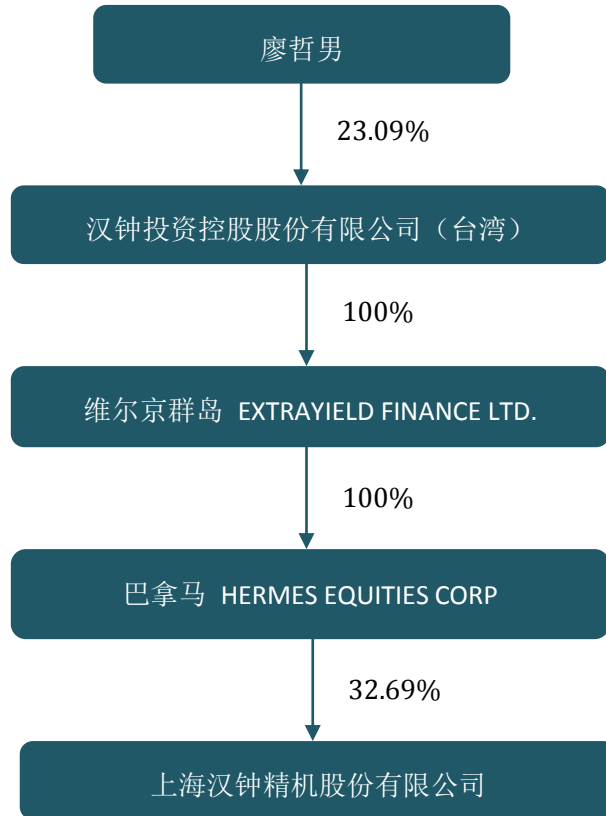 廖哲男
23.09%
汉钟投资控股股份有限公司（台湾）
100%
维尔京群岛 EXTRAYIELD FINANCE LTD.
100%
巴拿马 HERMES EQUITIES CORP
32.69%
上海汉钟精机股份有限公司